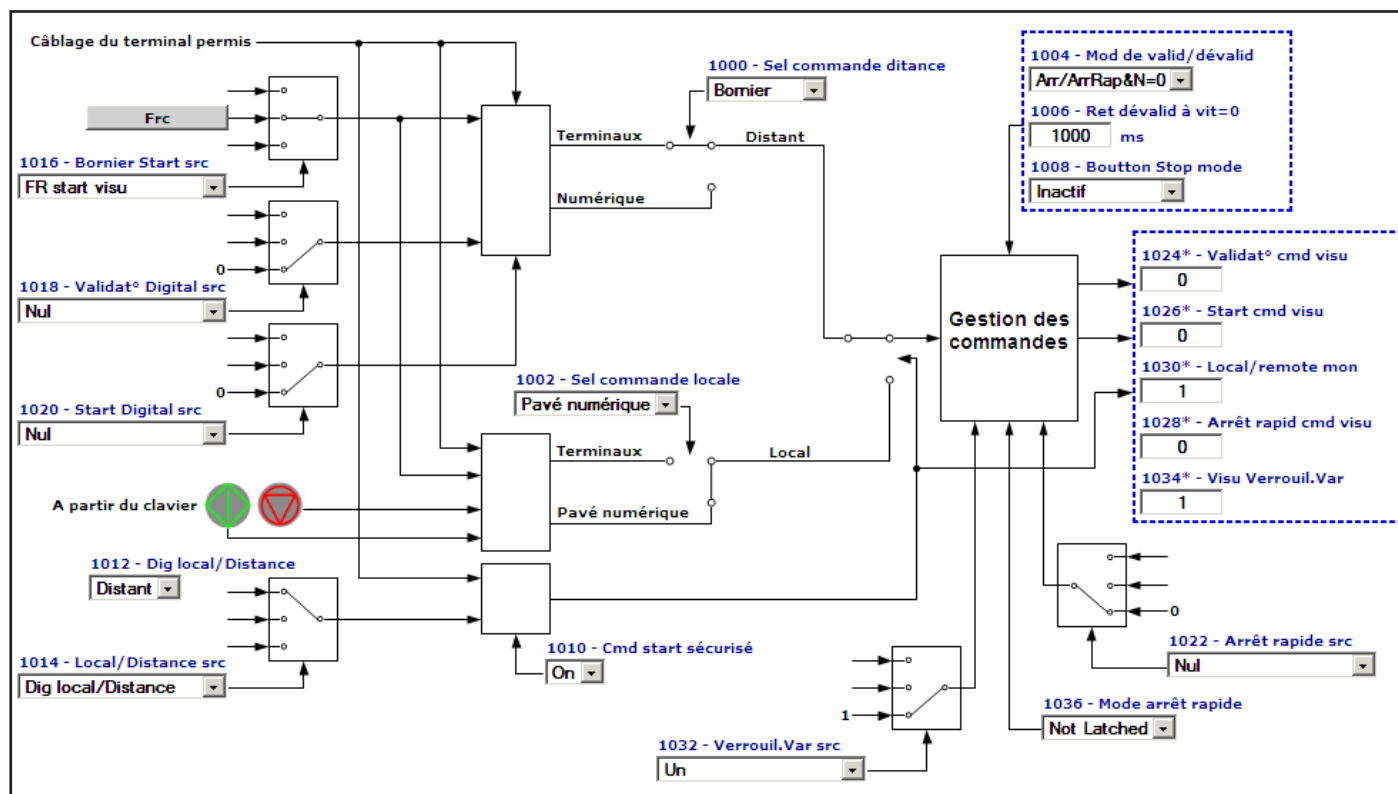 Câblage du terminal permis
Frc
1016 - Bornier Start src
FR start visu
0
1018 - Validat° Digital src
Nul
0
1020 - Start Digital src
Nul
A partir du clavier
1012 - Dig local/Distance
Distant
1014 - Local/Distance src
Dig local/Distance
1000 - Sel commande ditance
Bornier
Terminaux
Distant
Numérique
1002 - Sel commande locale
Pavé numérique
Terminaux
Local
Pavé numérique
1010 - Cmd start sécurisé
On
1004 - Mod de valid/dévalid
Arr/ArrRap&N=0
1006 - Ret dévalid à vit=0
1000 ms
1008 - Boutton Stop mode
Inactif
Gestion des
commandes
1024* - Validat° cmd visu
0
1026* - Start cmd visu
0
1030* - Local/remote mon
1
1028* - Arrêt rapid cmd visu
0
1034* - Visu Verrouil.Var
1
0
1022 - Arrêt rapide src
Nul
1036 - Mode arrêt rapide
Not Latched
1
1032 - Verrouil.Var src
Un